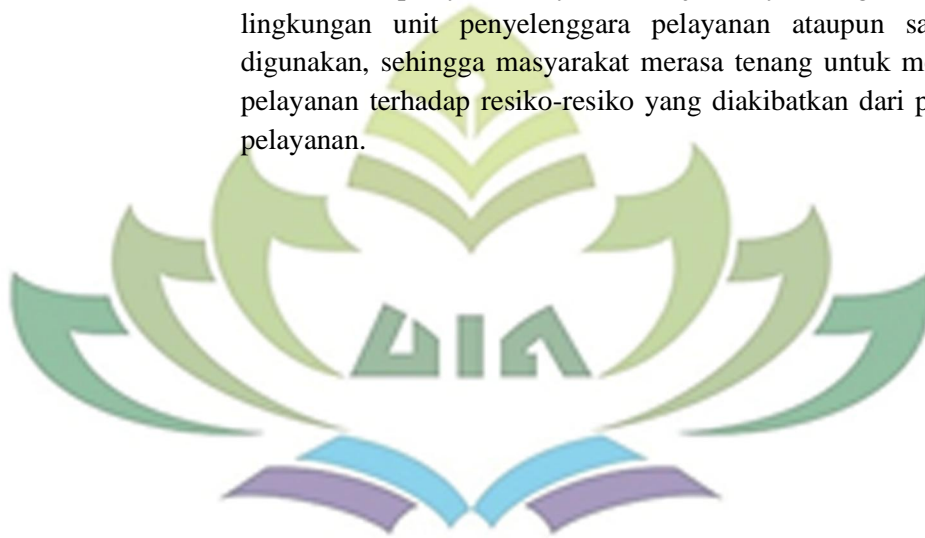 lingkungan unit penyelenggara pelayanan ataupun
digunakan, sehingga masyarakat merasa tenang untuk
pelayanan terhadap resiko-resiko yang diakibatkan dari
pelayanan.
UIN